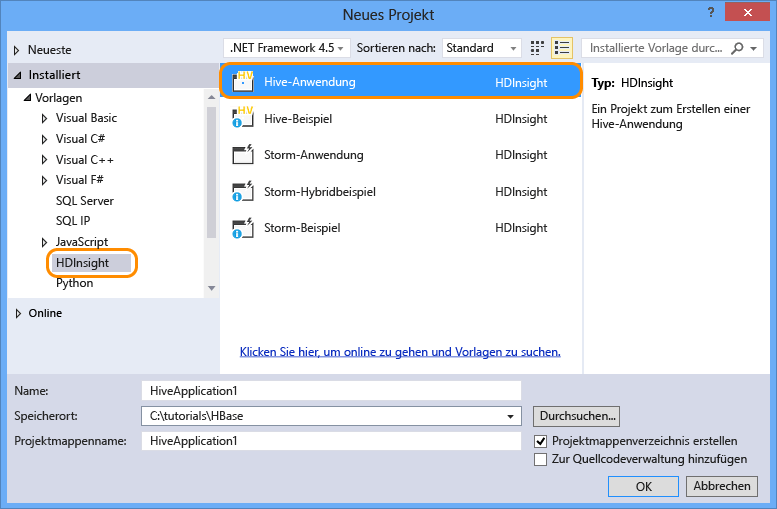 Neues Projekt
?
Neueste
.NET Framework 4.5
Sortieren nach:
Standard
Installierte Vorlage durc...
Installiert
Vorlagen
Visual Basic
Visual C#
Visual C++
Visual F#
SQL Server
SQL IP
JavaScript
HDInsight
Python
Online
Hive-Anwendung HDInsight
Hive-Beispiel HDInsight
Storm-Anwendung HDInsight
Storm-Hybridbeispiel HDInsight
Storm-Beispiel HDInsight
Klicken Sie hier, um online zu gehen und Vorlagen zu suchen.
Typ: HDInsight
Ein Projekt zum Erstellen einer
Hive-Anwendung
Name: HiveApplication1
Speicherort: C:\tutorials\HBase Durchsuchen...
Projektmappenname: HiveApplication1
Projektmappenverzeichnis erstellen
Zur Quellcodeverwaltung hinzufügen
OK Abbrechen